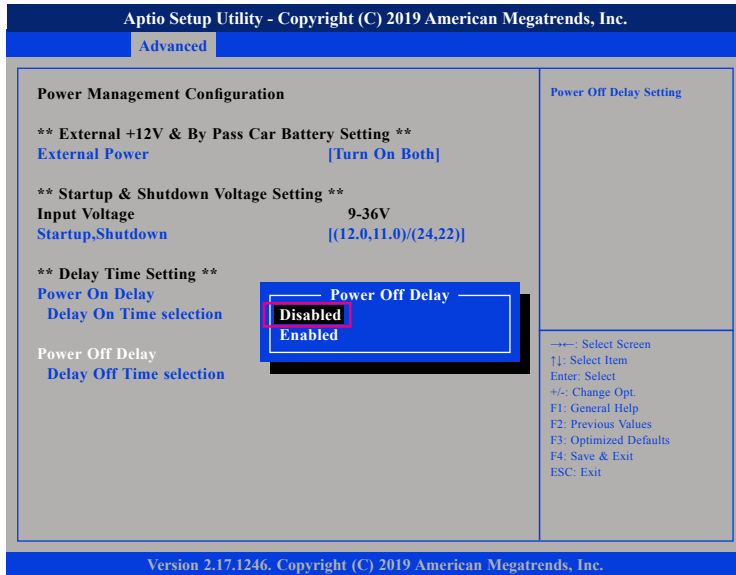 Aptio Setup Utility - Copyright (C) 2019 American Megatrends, Inc.
Advanced
Power Management Configuration
** External +12V & By Pass Car Battery Setting **
External Power [Turn On Both]
** Startup & Shutdown Voltage Setting **
Input Voltage 9-36V
Startup,Shutdown [(12.0,11.0)/(24,22)]
** Delay Time Setting **
Power On Delay
Delay On Time selection
Power Off Delay
Delay Off Time selection
Power Off Delay
Disabled
Enabled
Power Off Delay Setting
→←: Select Screen
↑↓: Select Item
Enter: Select
+/-: Change Opt.
F1: General Help
F2: Previous Values
F3: Optimized Defaults
F4: Save & Exit
ESC: Exit
Version 2.17.1246. Copyright (C) 2019 American Megatrends, Inc.